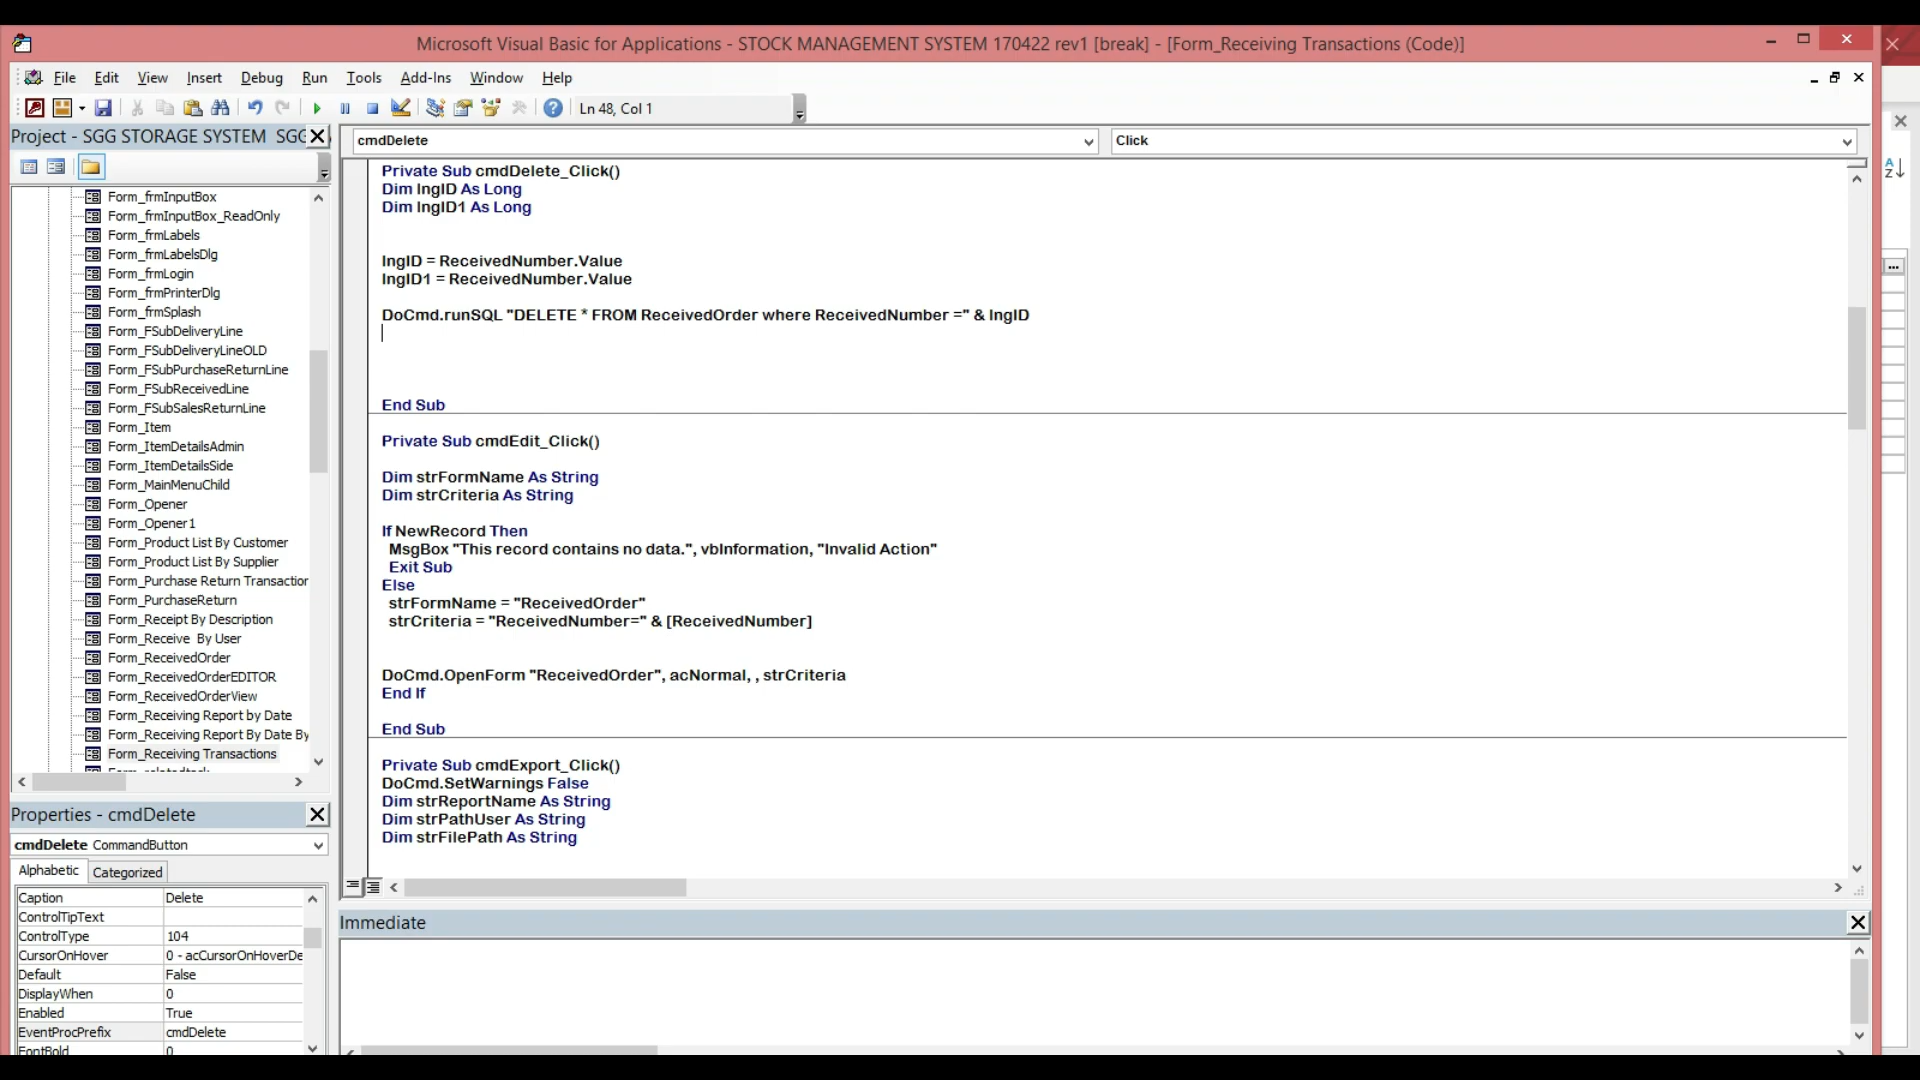 Microsoft Visual Basic for Applications - STOCK MANAGEMENT SYSTEM 170422 rev1 [break] - [Form_Receiving Transactions (Code)]
File Edit View Insert Debug Run Tools Add-Ins Window Help
Ln 48, Col 1
Project - SGG STORAGE SYSTEM SGG
Form_frmInputBox
Form_frmInputBox_ReadOnly
Form_frmLabels
Form_frmLabelsDlg
Form_frmLogin
Form_frmPrinterDlg
Form_frmSplash
Form_FSubDeliveryLine
Form_FSubDeliveryLineOLD
Form_FSubPurchaseReturnLine
Form_FSubReceivedLine
Form_FSubSalesReturnLine
Form_Item
Form_ItemDetailsAdmin
Form_ItemDetailsSide
Form_MainMenuChild
Form_Opener
Form_Opener1
Form_Product List By Customer
Form_Product List By Supplier
Form_Purchase Return Transaction
Form_PurchaseReturn
Form_Receipt By Description
Form_Receive By User
Form_ReceivedOrder
Form_ReceivedOrderEDITOR
Form_ReceivedOrderView
Form_Receiving Report by Date
Form_Receiving Report By Date By
Form_Receiving Transactions
Properties - cmdDelete
cmdDelete CommandButton
Alphabetic Categorized
Caption Delete
ControlTipText
ControlType 104
CursorOnHover 0 - acCursorOnHoverDe
Default False
DisplayWhen 0
Enabled True
EventProcPrefix cmdDelete
FontBold 0
cmdDelete Click
Private Sub cmdDelete_Click()
Dim lngID As Long
Dim lngID1 As Long
lngID = ReceivedNumber.Value
lngID1 = ReceivedNumber.Value
DoCmd.runSQL "DELETE * FROM ReceivedOrder where ReceivedNumber =" & lngID
End Sub
Private Sub cmdEdit_Click()
Dim strFormName As String
Dim strCriteria As String
If NewRecord Then
MsgBox "This record contains no data.", vbInformation, "Invalid Action"
Exit Sub
Else
strFormName = "ReceivedOrder"
strCriteria = "ReceivedNumber=" & [ReceivedNumber]
DoCmd.OpenForm "ReceivedOrder", acNormal, , strCriteria
End If
End Sub
Private Sub cmdExport_Click()
DoCmd.SetWarnings False
Dim strReportName As String
Dim strPathUser As String
Dim strFilePath As String
Immediate